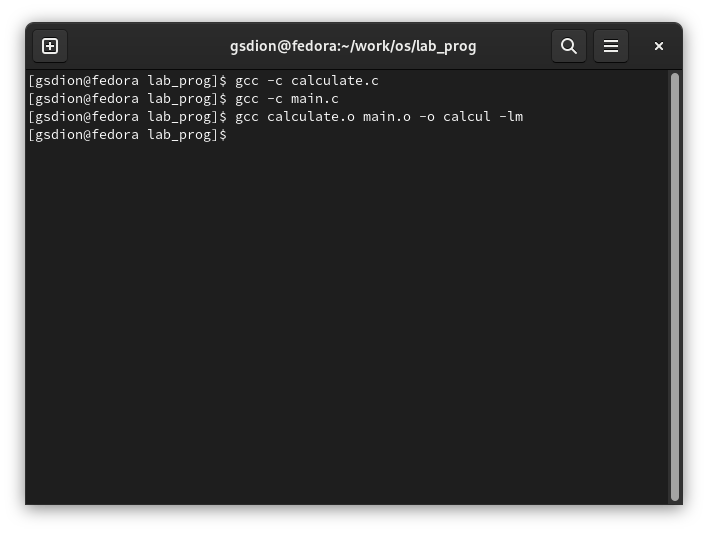 gsdion@fedora:~/work/os/lab_prog
[gsdion@fedora lab_prog]$ gcc -c calculate.c
[gsdion@fedora lab_prog]$ gcc -c main.c
[gsdion@fedora lab_prog]$ gcc calculate.o main.o -o calcul -lm
[gsdion@fedora lab_prog]$